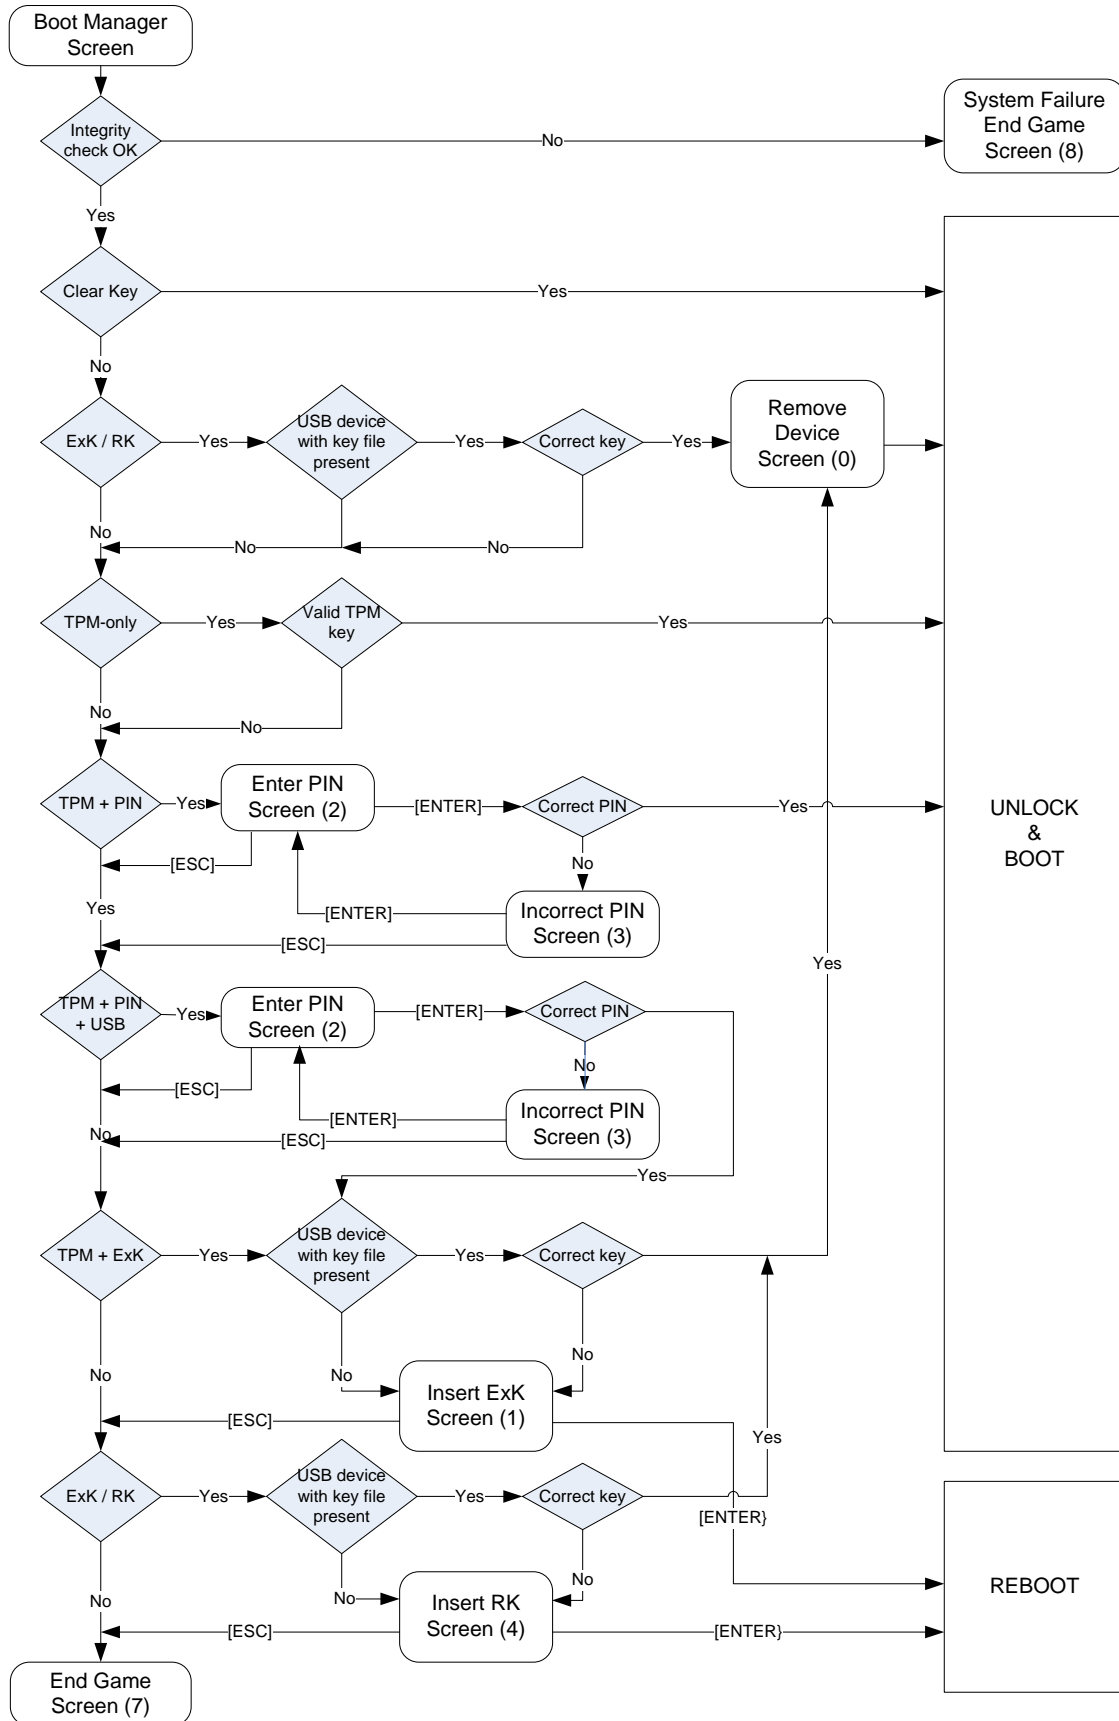 Boot Manager
Screen
Integrity
check OK
No
System Failure
End Game
Screen (8)
Yes
Clear Key
Yes
No
ExK / RK
Yes
USB device
with key file
present
Yes
Correct key
Yes
Remove
Device
Screen (0)
No
No
No
TPM-only
Yes
Valid TPM
key
Yes
No
No
TPM + PIN
Yes
Enter PIN
Screen (2)
[ENTER]
Correct PIN
Yes
UNLOCK
&
BOOT
[ESC]
No
Yes
[ENTER]
Incorrect PIN
Screen (3)
[ESC]
Yes
TPM + PIN
+ USB
Yes
Enter PIN
Screen (2)
[ENTER]
Correct PIN
No
[ESC]
[ENTER]
Incorrect PIN
Screen (3)
No
[ESC]
Yes
TPM + ExK
Yes
USB device
with key file
present
Yes
Correct key
No
No
No
Insert ExK
Screen (1)
[ESC]
Yes
ExK / RK
Yes
USB device
with key file
present
Yes
Correct key
[ENTER}
No
No
No
Insert RK
Screen (4)
REBOOT
[ESC]
[ENTER}
End Game
Screen (7)